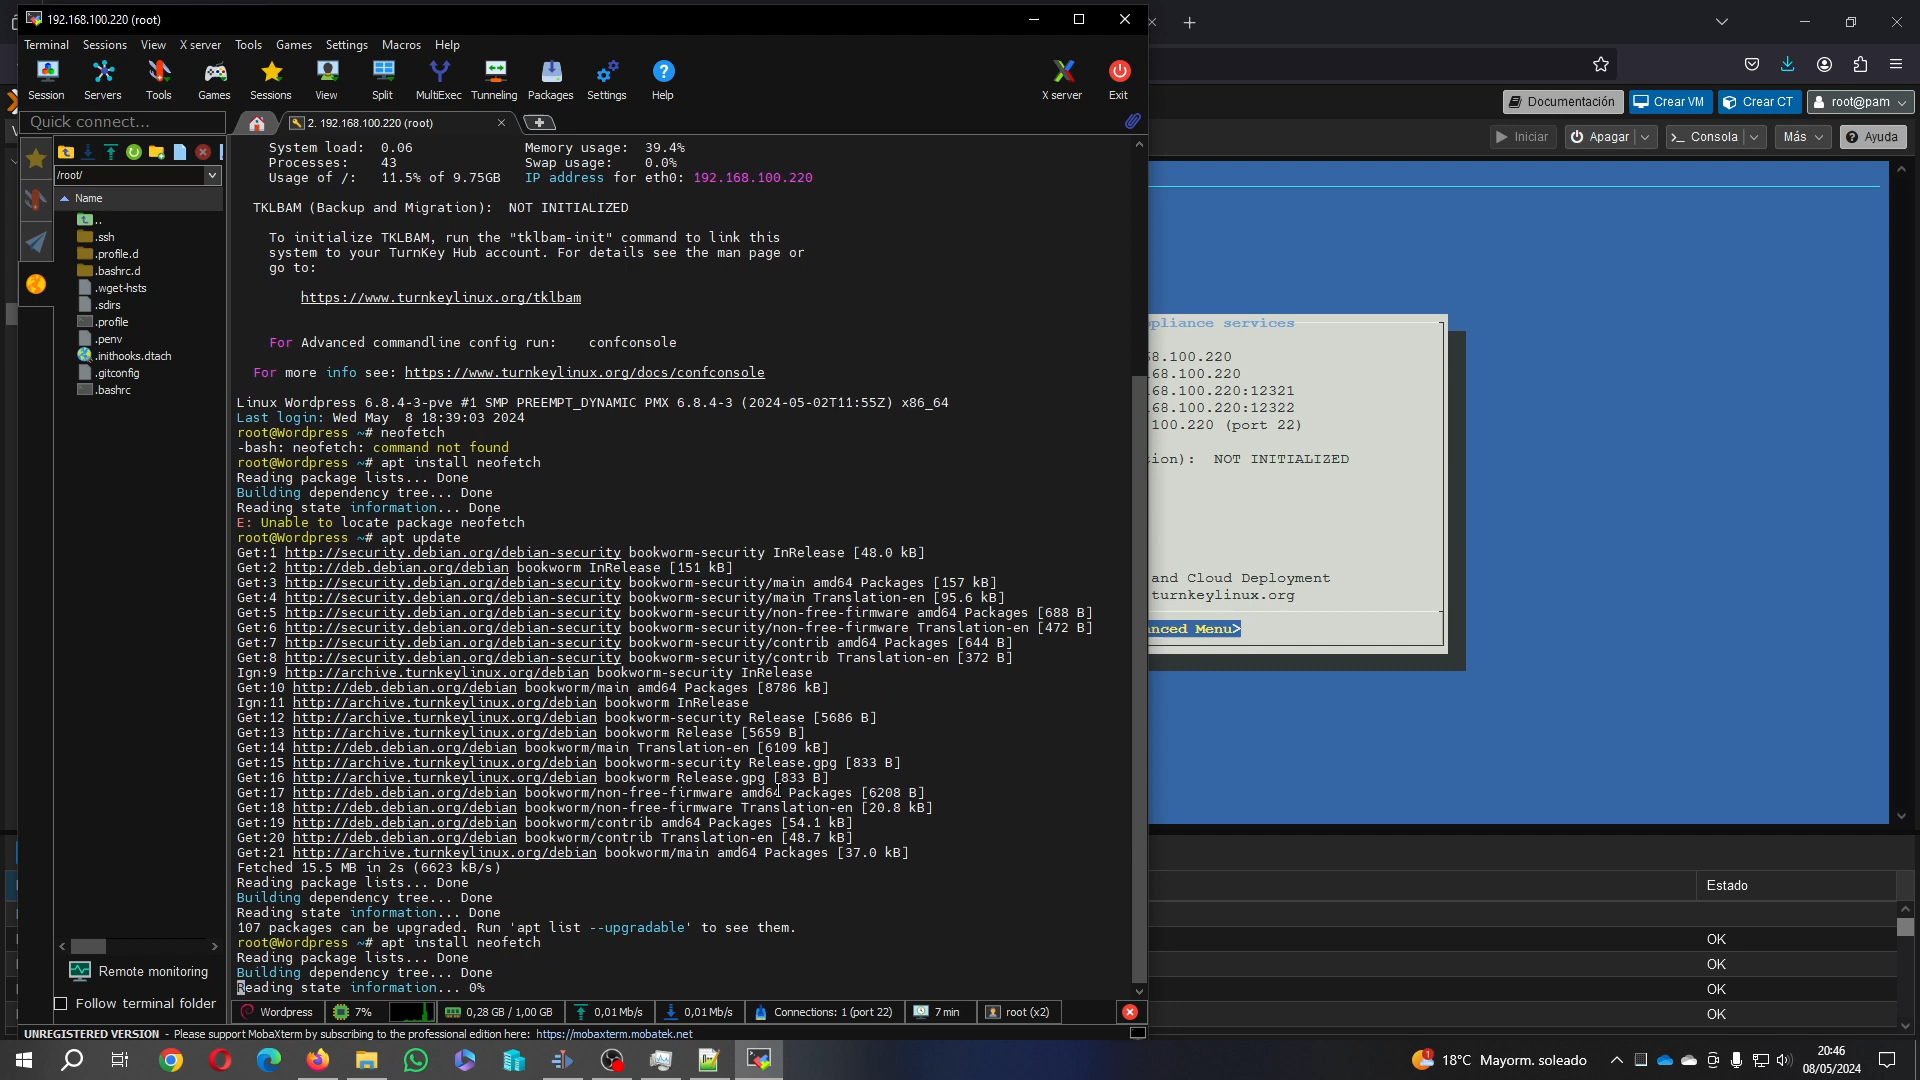 192.168.100.220 (root)
Terminal Sessions View X server Tools Games Settings Macros Help
Session Servers Tools Games Sessions View Split MultiExec Tunneling Packages Settings Help X server Exit
Quick connect...
2. 192.168.100.220 (root)
/root/
Name
..
.ssh
.profile.d
.bashrc.d
.wget-hsts
.sdirs
.profile
.penv
.inithooks.dtach
.gitconfig
.bashrc
Remote monitoring
Follow terminal folder
System load: 0.06 Memory usage: 39.4%
Processes: 43 Swap usage: 0.0%
Usage of /: 11.5% of 9.75GB IP address for eth0: 192.168.100.220
TKLBAM (Backup and Migration): NOT INITIALIZED
To initialize TKLBAM, run the "tklbam-init" command to link this
system to your TurnKey Hub account. For details see the man page or
go to:
https://www.turnkeylinux.org/tklbam
For Advanced commandline config run: confconsole
For more info see: https://www.turnkeylinux.org/docs/confconsole
Linux Wordpress 6.8.4-3-pve #1 SMP PREEMPT_DYNAMIC PMX 6.8.4-3 (2024-05-02T11:55Z) x86_64
Last login: Wed May 8 18:39:03 2024
root@Wordpress ~# neofetch
-bash: neofetch: command not found
root@Wordpress ~# apt install neofetch
Reading package lists... Done
Building dependency tree... Done
Reading state information... Done
E: Unable to locate package neofetch
root@Wordpress ~# apt update
Get:1 http://security.debian.org/debian-security bookworm-security InRelease [48.0 kB]
Get:2 http://deb.debian.org/debian bookworm InRelease [151 kB]
Get:3 http://security.debian.org/debian-security bookworm-security/main amd64 Packages [157 kB]
Get:4 http://security.debian.org/debian-security bookworm-security/main Translation-en [95.6 kB]
Get:5 http://security.debian.org/debian-security bookworm-security/non-free-firmware amd64 Packages [688 B]
Get:6 http://security.debian.org/debian-security bookworm-security/non-free-firmware Translation-en [472 B]
Get:7 http://security.debian.org/debian-security bookworm-security/contrib amd64 Packages [644 B]
Get:8 http://security.debian.org/debian-security bookworm-security/contrib Translation-en [372 B]
Ign:9 http://archive.turnkeylinux.org/debian bookworm-security InRelease
Get:10 http://deb.debian.org/debian bookworm/main amd64 Packages [8786 kB]
Ign:11 http://archive.turnkeylinux.org/debian bookworm InRelease
Get:12 http://archive.turnkeylinux.org/debian bookworm-security Release [5686 B]
Get:13 http://archive.turnkeylinux.org/debian bookworm Release [5659 B]
Get:14 http://deb.debian.org/debian bookworm/main Translation-en [6109 kB]
Get:15 http://archive.turnkeylinux.org/debian bookworm-security Release.gpg [833 B]
Get:16 http://archive.turnkeylinux.org/debian bookworm Release.gpg [833 B]
Get:17 http://deb.debian.org/debian bookworm/non-free-firmware amd64 Packages [6208 B]
Get:18 http://deb.debian.org/debian bookworm/non-free-firmware Translation-en [20.8 kB]
Get:19 http://deb.debian.org/debian bookworm/contrib amd64 Packages [54.1 kB]
Get:20 http://deb.debian.org/debian bookworm/contrib Translation-en [48.7 kB]
Get:21 http://archive.turnkeylinux.org/debian bookworm/main amd64 Packages [37.0 kB]
Fetched 15.5 MB in 2s (6623 kB/s)
Reading package lists... Done
Building dependency tree... Done
Reading state information... Done
107 packages can be upgraded. Run 'apt list --upgradable' to see them.
root@Wordpress ~# apt install neofetch
Reading package lists... Done
Building dependency tree... Done
Reading state information... 0%
Wordpress 7% 0,28 GB / 1,00 GB 0,01 Mb/s 0,01 Mb/s Connections: 1 (port 22) 7 min root (x2)
UNREGISTERED VERSION - Please support MobaXterm by subscribing to the professional edition here: https://mobaxterm.mobatek.net
Documentación Crear VM Crear CT root@pam
Iniciar Apagar Consola Más Ayuda
ppliance services
68.100.220
168.100.220
168.100.220:12321
168.100.220:12322
.100.220 (port 22)
ion): NOT INITIALIZED
and Cloud Deployment
turnkeylinux.org
nced Menu>
Estado
OK
OK
OK
OK
1 18°C Mayorm. soleado
20:46
08/05/2024